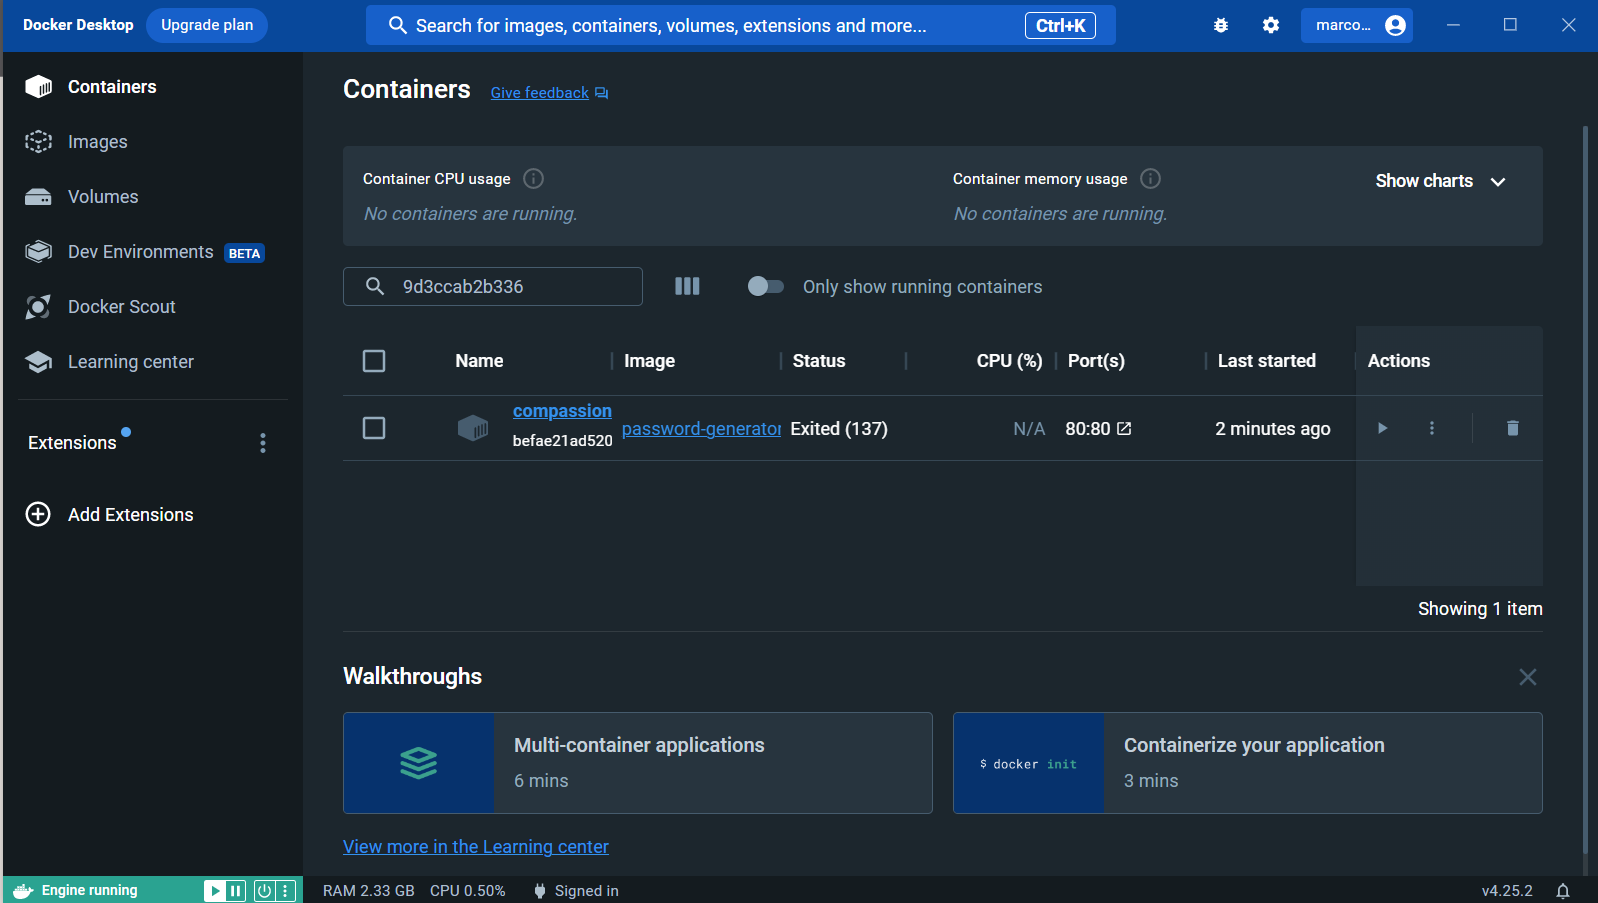 Docker Desktop Upgrade plan Search for images, containers, volumes, extensions and more... Ctrl+K marco...
Containers
Images
Volumes
Dev Environments BETA
Docker Scout
Learning center
Extensions
Add Extensions
Containers Give feedback
Container CPU usage
No containers are running.
Container memory usage
No containers are running.
Show charts
9d3ccab2b336
Only show running containers
Name Image Status CPU (%) Port(s) Last started Actions
compassion
befae21ad520
password-generator Exited (137) N/A 80:80 2 minutes ago
Showing 1 item
Walkthroughs
Multi-container applications
6 mins
$ docker init
Containerize your application
3 mins
View more in the Learning center
Engine running RAM 2.33 GB CPU 0.50% Signed in v4.25.2